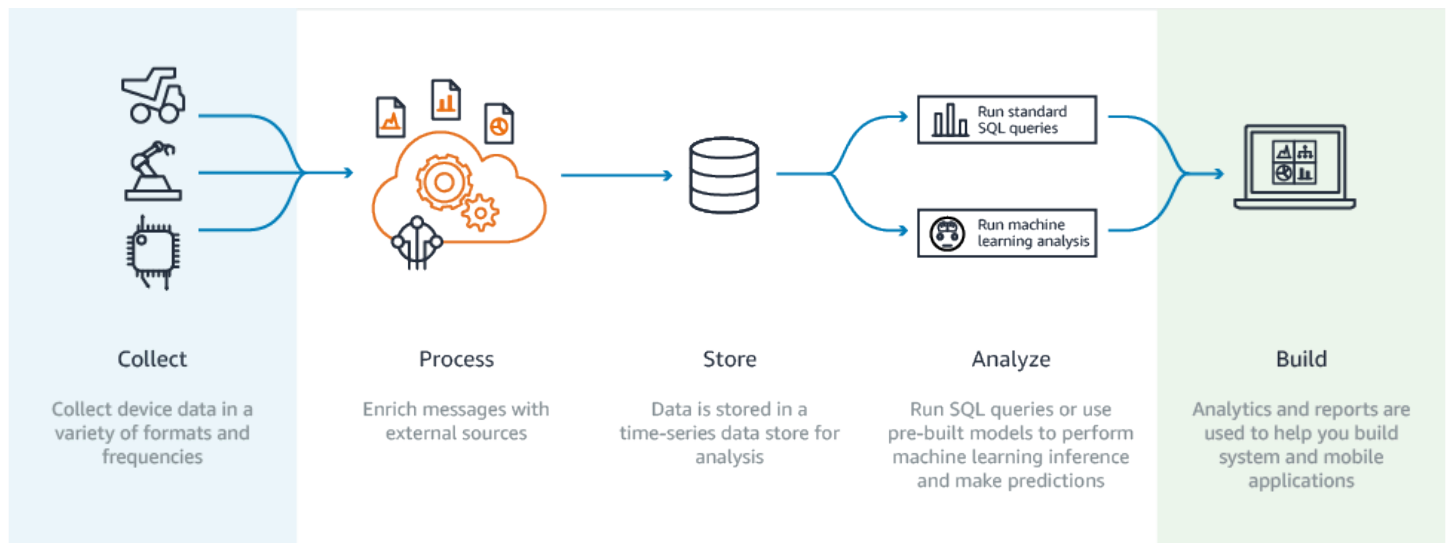 Run standard
SQL queries
Run machine
learning analysis
Collect
Collect device data in a
variety of formats and
frequencies
Process
Enrich messages with
external sources
Store
Data is stored in a
time-series data store for
analysis
Analyze
Run SQL queries or use
pre-built models to perform
machine learning inference
and make predictions
Build
Analytics and reports are
used to help you build
system and mobile
applications